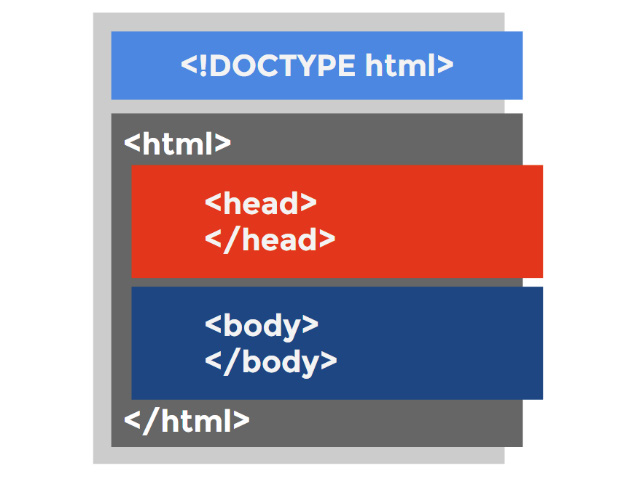 <!DOCTYPE html>
<html>
<head>
</head>
<body>
</body>
</html>